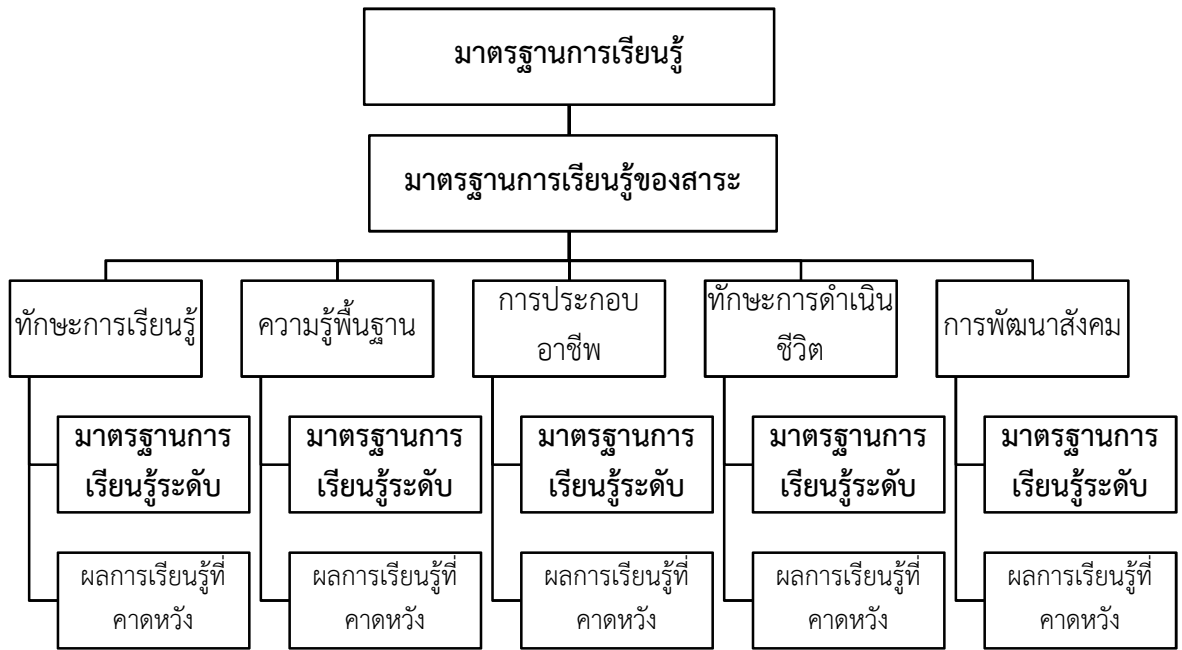 มาตรฐานการเรียนรู้
มาตรฐานการเรียนรู้ของสาระ
ทักษะการเรียนรู้
ความรู้พื้นฐาน
การประกอบ
อาชีพ
ทักษะการดำเนิน
ชีวิต
การพัฒนาสังคม
มาตรฐานการ
เรียนรู้ระดับ
มาตรฐานการ
เรียนรู้ระดับ
มาตรฐานการ
เรียนรู้ระดับ
มาตรฐานการ
เรียนรู้ระดับ
มาตรฐานการ
เรียนรู้ระดับ
ผลการเรียนรู้ที่
คาดหวัง
ผลการเรียนรู้ที่
คาดหวัง
ผลการเรียนรู้ที่
คาดหวัง
ผลการเรียนรู้ที่
คาดหวัง
ผลการเรียนรู้ที่
คาดหวัง